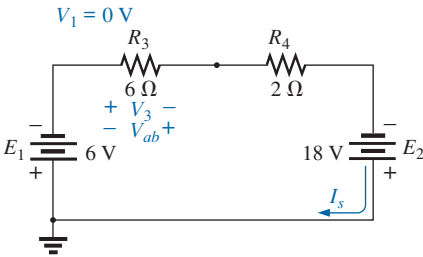 V1 = 0 V
R3 R4
6 Ω 2 Ω
+ V3 −
− Vab +
− −
E1 6 V 18 V E2
+ +
Is